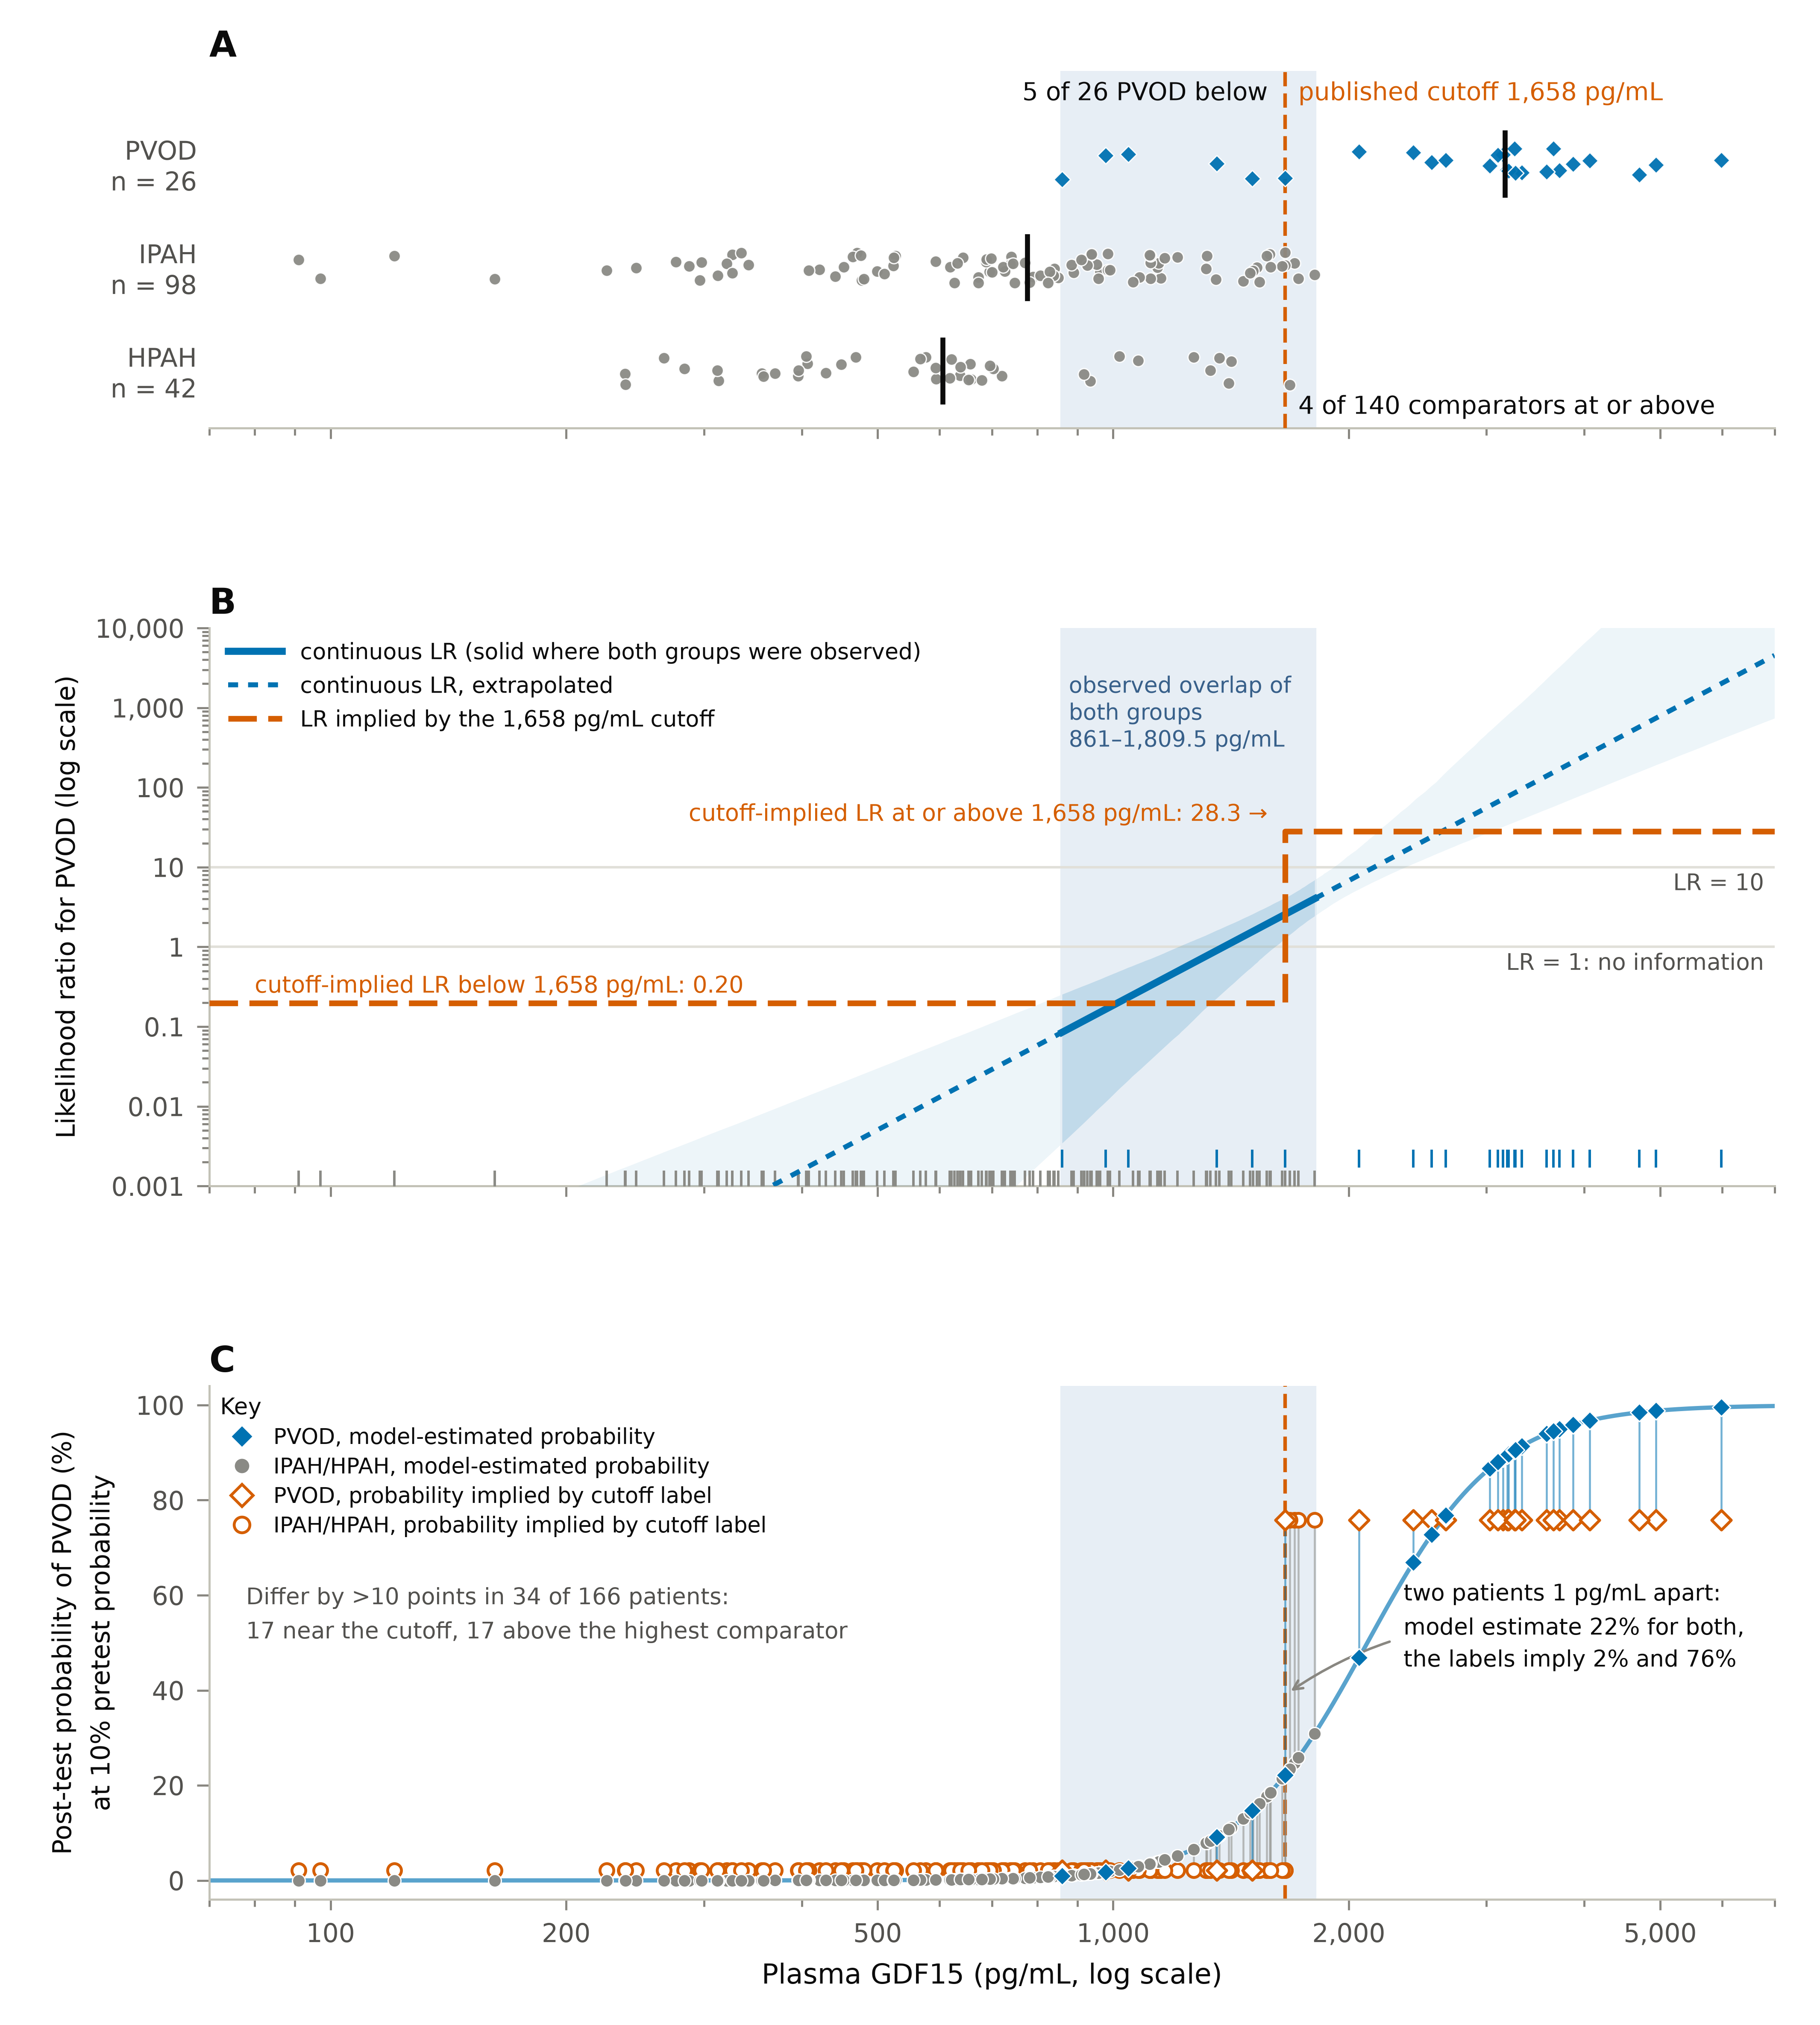 A
5 of 26 PVOD below
published cutoff 1,658 pg/mL
PVOD
n = 26
IPAH
n = 98
HPAH
n = 42
4 of 140 comparators at or above
B
Likelihood ratio for PVOD (log scale)
10,000
1,000
100
10
1
0.1
0.01
0.001
continuous LR (solid where both groups were observed)
continuous LR, extrapolated
LR implied by the 1,658 pg/mL cutoff
observed overlap of
both groups
861–1,809.5 pg/mL
cutoff-implied LR at or above 1,658 pg/mL: 28.3 →
LR = 10
LR = 1: no information
cutoff-implied LR below 1,658 pg/mL: 0.20
C
Post-test probability of PVOD (%)
at 10% pretest probability
100
80
60
40
20
0
Key
PVOD, model-estimated probability
IPAH/HPAH, model-estimated probability
PVOD, probability implied by cutoff label
IPAH/HPAH, probability implied by cutoff label
Differ by >10 points in 34 of 166 patients:
17 near the cutoff, 17 above the highest comparator
two patients 1 pg/mL apart:
model estimate 22% for both,
the labels imply 2% and 76%
100
200
500
1,000
2,000
5,000
Plasma GDF15 (pg/mL, log scale)